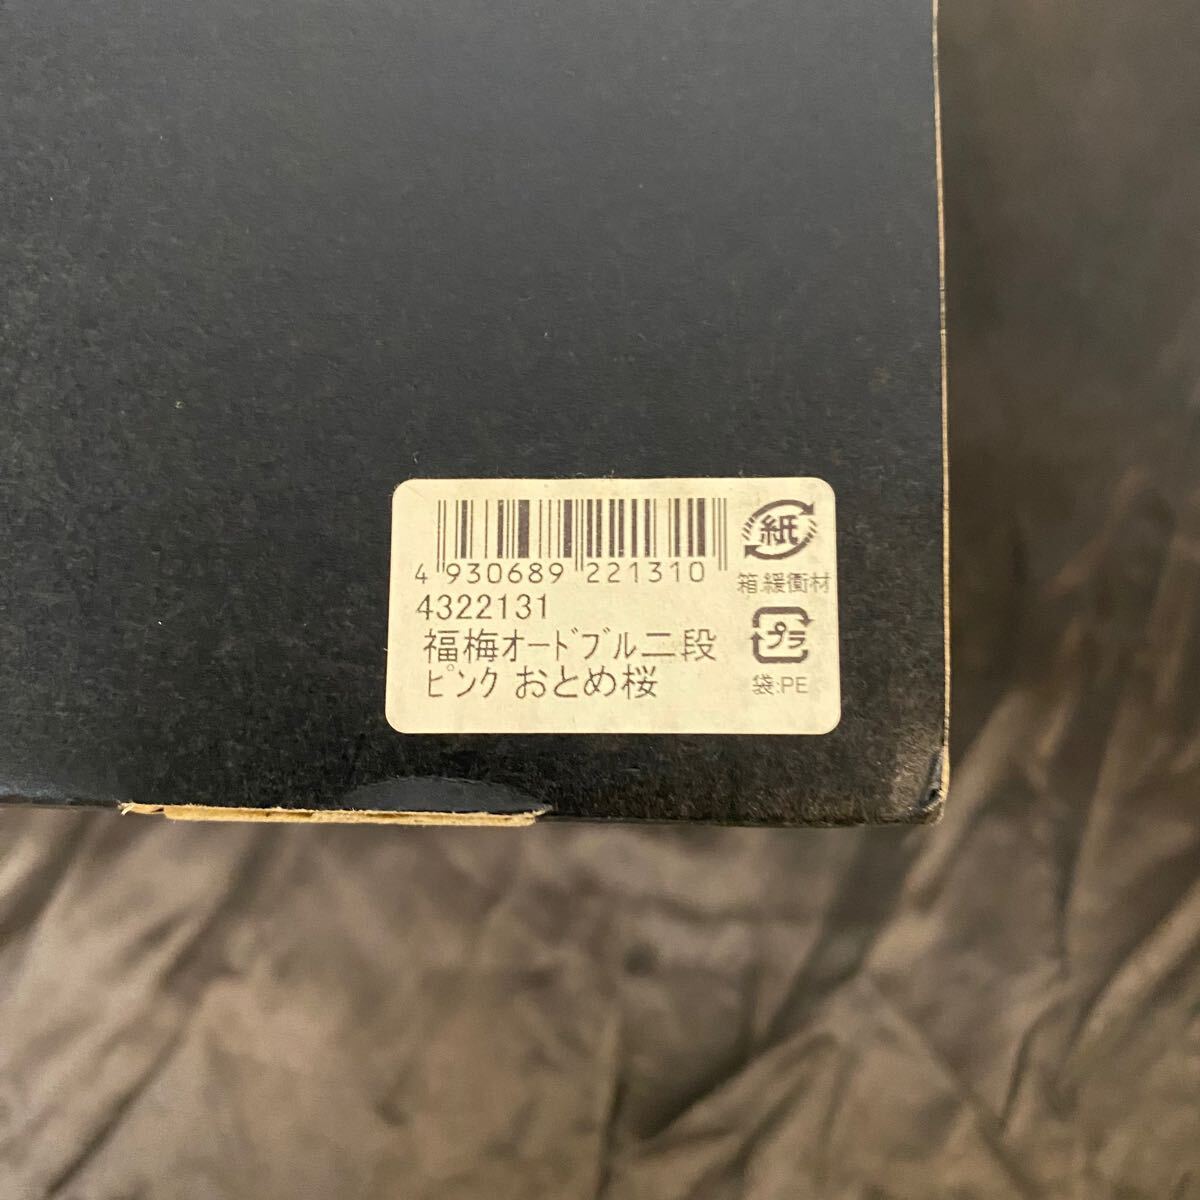 4 930689 221310
4322131
福梅オードブル二段
ピンク おとめ桜
紙
箱.緩衝材
プラ
袋:PE